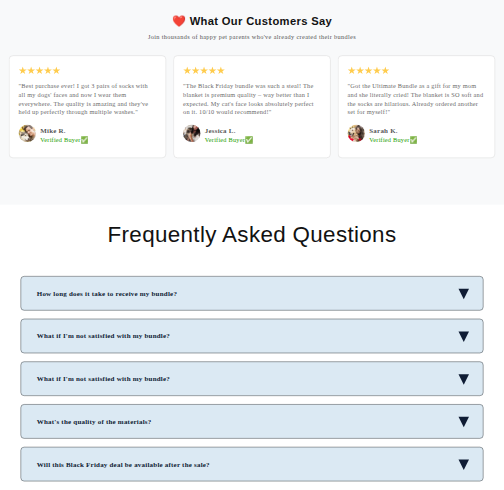 ❤️ What Our Customers Say
Join thousands of happy pet parents who've already created their bundles
★★★★★
"Best purchase ever! I got 3 pairs of socks with
all my dogs' faces and now I wear them
everywhere. The quality is amazing and they've
held up perfectly through multiple washes."
Mike R.
Verified Buyer✅
★★★★★
"The Black Friday bundle was such a steal! The
blanket is premium quality – way better than I
expected. My cat's face looks absolutely perfect
on it. 10/10 would recommend!"
Jessica L.
Verified Buyer✅
★★★★★
"Got the Ultimate Bundle as a gift for my mom
and she literally cried! The blanket is SO soft and
the socks are hilarious. Already ordered another
set for myself!"
Sarah K.
Verified Buyer✅
Frequently Asked Questions
How long does it take to receive my bundle?
What if I'm not satisfied with my bundle?
What if I'm not satisfied with my bundle?
What's the quality of the materials?
Will this Black Friday deal be available after the sale?